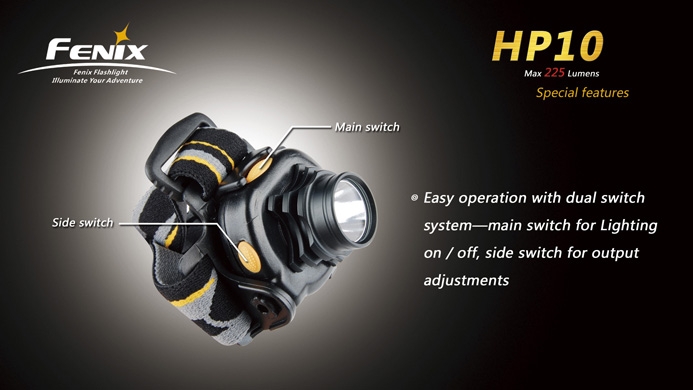 FENIX
Fenix Flashlight
Illuminate Your Adventure
HP10
Max 225 Lumens
Special features
Main switch
Side switch
Easy operation with dual switch
system—main switch for Lighting
on / off, side switch for output
adjustments